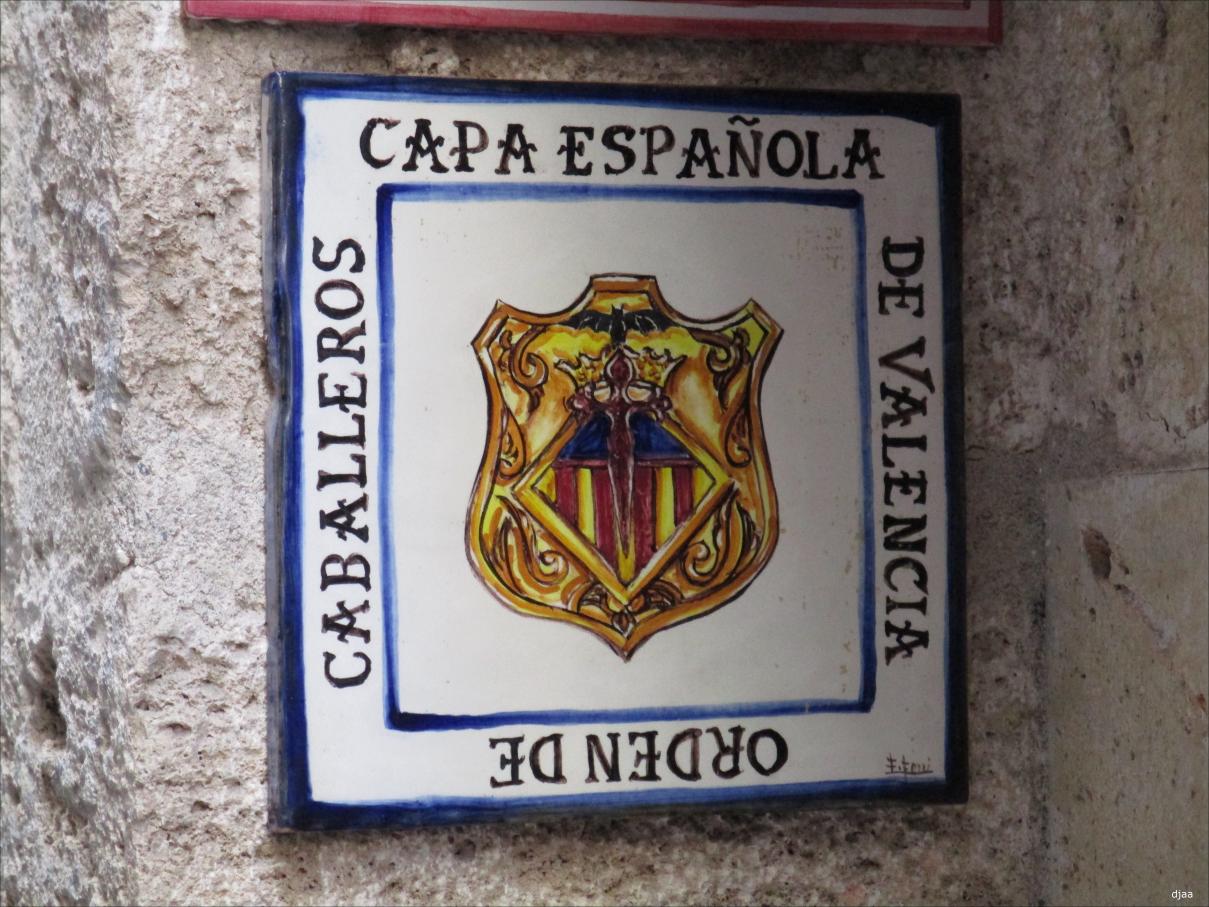 CAPA ESPAÑOLA
DE VALENCIA
ORDEN DE
CABALLEROS
djaa